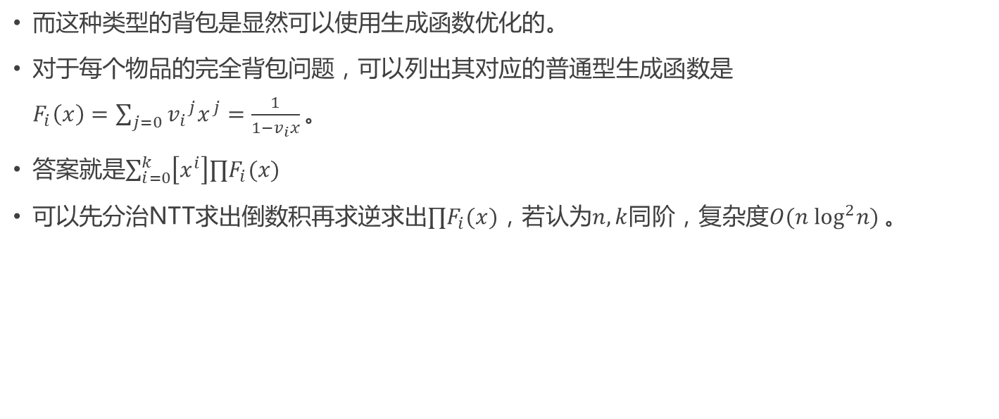 • 而这种类型的背包是显然可以使用生成函数优化的。
• 对于每个物品的完全背包问题，可以列出其对应的普通型生成函数是
$F_i(x) = \sum_{j=0} {v_i}^j x^j = \frac{1}{1-v_i x}$。
• 答案就是$\sum_{i=0}^{k}[x^i]\prod F_i(x)$
• 可以先分治NTT求出倒数积再求逆求出$\prod F_i(x)$，若认为$n,k$同阶，复杂度$O(n \log^2 n)$。